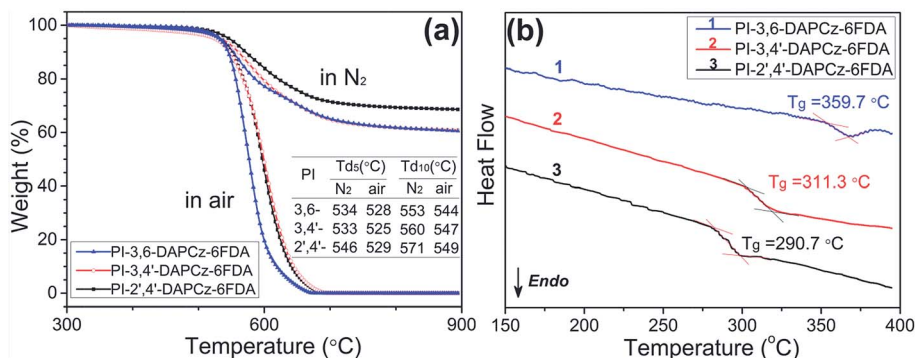 (a)
100
90
80
70
60
50
40
30
20
10
0
Weight (%)
in N₂
in air
PI Td₅(°C) Td₁₀(°C)
N₂ air N₂ air
3,6- 534 528 553 544
3,4'- 533 525 560 547
2',4'- 546 529 571 549
PI-3,6-DAPCz-6FDA
PI-3,4'-DAPCz-6FDA
PI-2',4'-DAPCz-6FDA
300 600 900
Temperature (°C)
(b)
1 PI-3,6-DAPCz-6FDA
2 PI-3,4'-DAPCz-6FDA
3 PI-2',4'-DAPCz-6FDA
Heat Flow
1
Tg =359.7 °C
2
Tg =311.3 °C
3
Tg =290.7 °C
Endo
150 200 250 300 350 400
Temperature (°C)